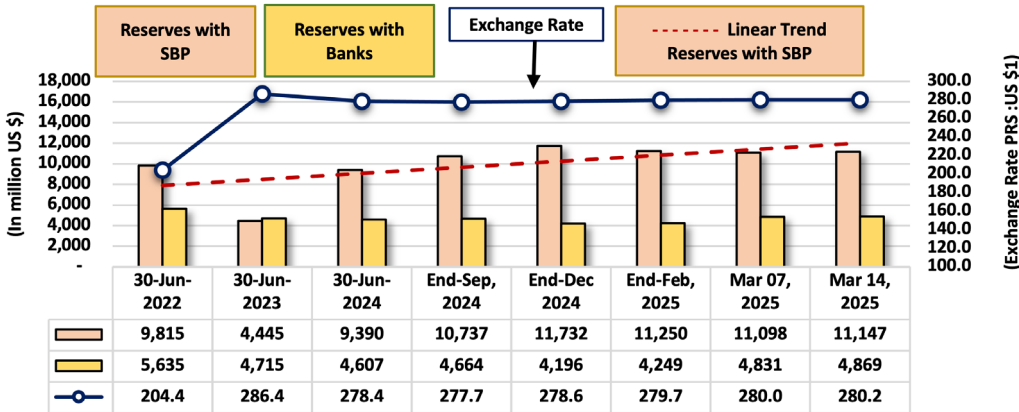 Reserves with
SBP
Reserves with
Banks
Exchange Rate
Linear Trend
Reserves with SBP
(In million US $)
18,000
16,000
14,000
12,000
10,000
8,000
6,000
4,000
2,000
-
300.0
280.0
260.0
240.0
220.0
200.0
180.0
160.0
140.0
120.0
100.0
(Exchange Rate PRS :US $1)
30-Jun-2022 30-Jun-2023 30-Jun-2024 End-Sep, 2024 End-Dec 2024 End-Feb, 2025 Mar 07, 2025 Mar 14, 2025
9,815 4,445 9,390 10,737 11,732 11,250 11,098 11,147
5,635 4,715 4,607 4,664 4,196 4,249 4,831 4,869
204.4 286.4 278.4 277.7 278.6 279.7 280.0 280.2